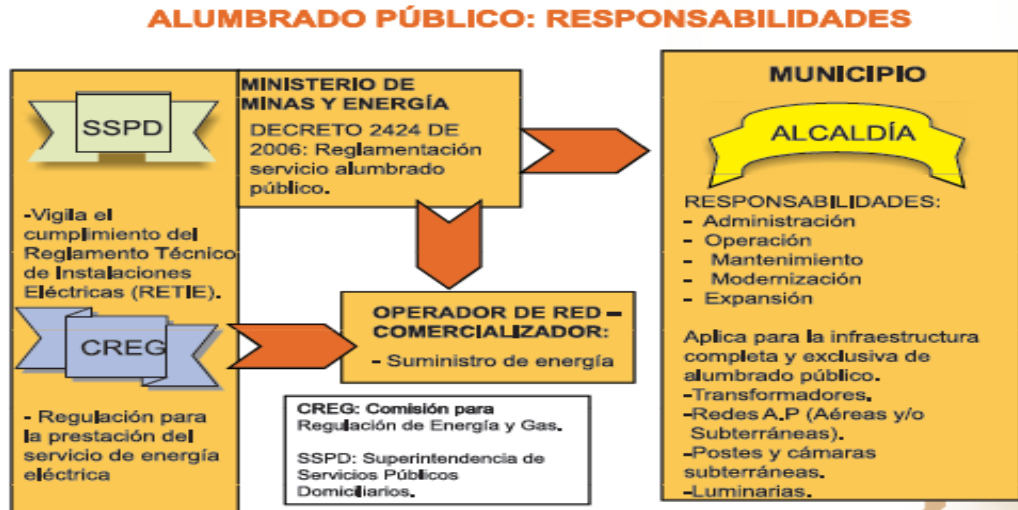 ALUMBRADO PÚBLICO: RESPONSABILIDADES
SSPD
-Vigila el
cumplimiento del
Reglamento Técnico
de Instalaciones
Eléctricas (RETIE).
CREG
- Regulación para
la prestación del
servicio de energía
eléctrica
MINISTERIO DE
MINAS Y ENERGÍA
DECRETO 2424 DE
2006: Reglamentación
servicio alumbrado
público.
OPERADOR DE RED –
COMERCIALIZADOR:
- Suministro de energía
CREG: Comisión para
Regulación de Energía y Gas.
SSPD: Superintendencia de
Servicios Públicos
Domiciliarios.
MUNICIPIO
ALCALDÍA
RESPONSABILIDADES:
- Administración
- Operación
- Mantenimiento
- Modernización
- Expansión
Aplica para la infraestructura
completa y exclusiva de
alumbrado público.
-Transformadores.
-Redes A.P (Aéreas y/o
Subterráneas).
-Postes y cámaras
subterráneas.
-Luminarias.